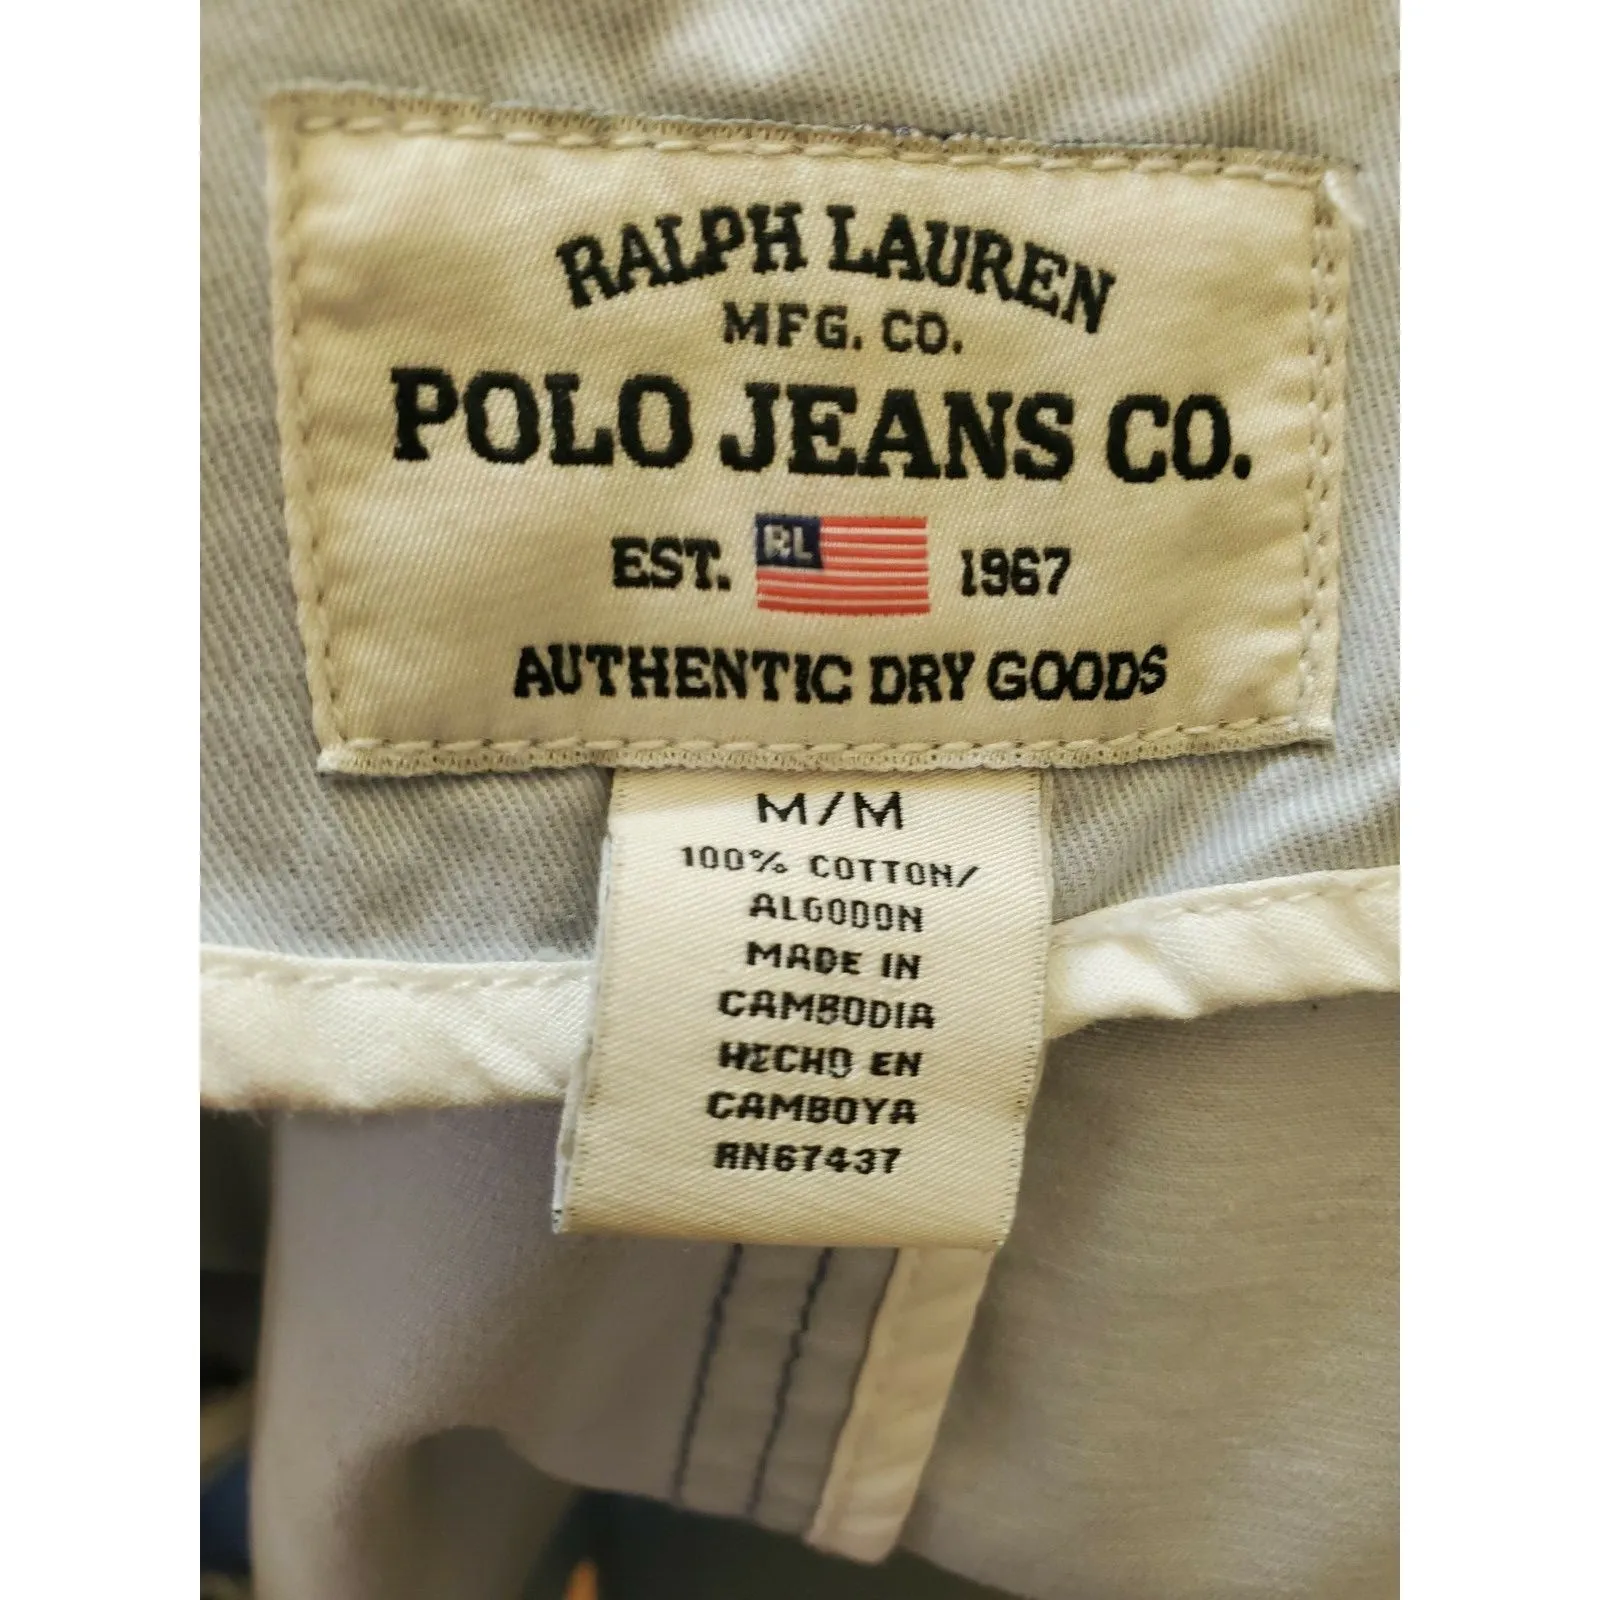 RALPH LAUREN
MFG. CO.
POLO JEANS CO.
EST. RL 1967
AUTHENTIC DRY GOODS
M/M
100% COTTON/
ALGODON
MADE IN
CAMBODIA
HECHO EN
CAMBOYA
RN67437